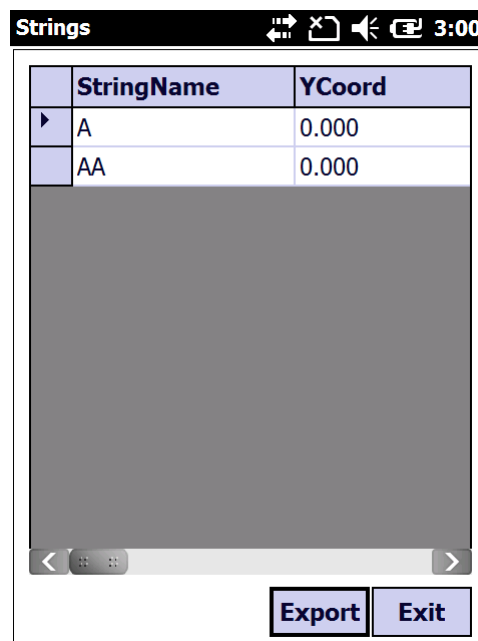 Strings 3:00
StringName YCoord
A 0.000
AA 0.000
Export Exit